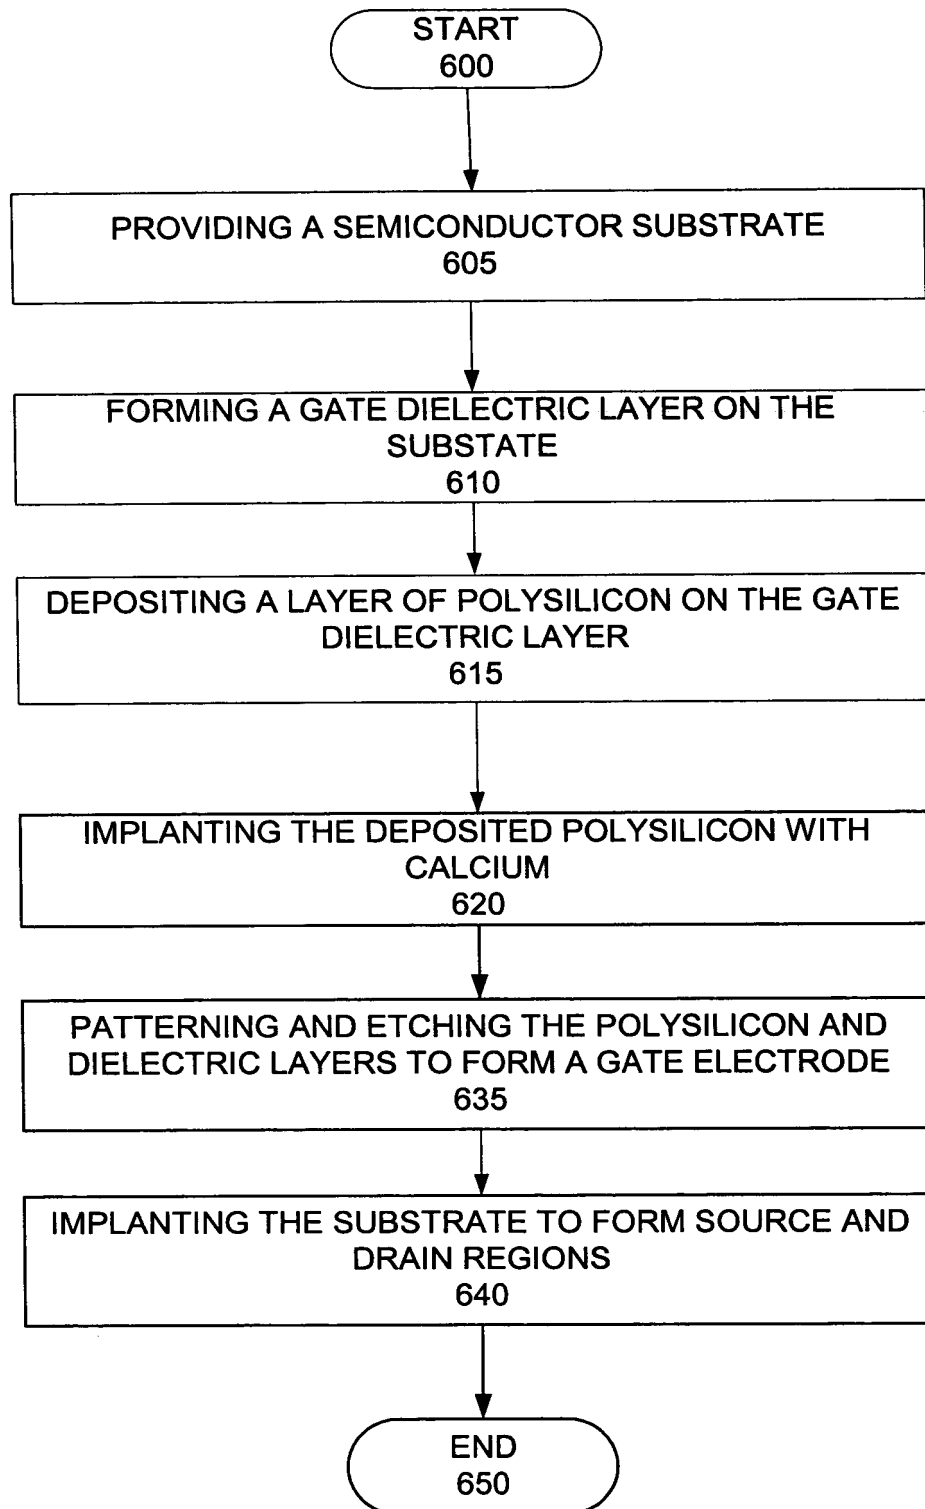 START
600
PROVIDING A SEMICONDUCTOR SUBSTRATE
605
FORMING A GATE DIELECTRIC LAYER ON THE
SUBSTATE
610
DEPOSITING A LAYER OF POLYSILICON ON THE GATE
DIELECTRIC LAYER
615
IMPLANTING THE DEPOSITED POLYSILICON WITH
CALCIUM
620
PATTERNING AND ETCHING THE POLYSILICON AND
DIELECTRIC LAYERS TO FORM A GATE ELECTRODE
635
IMPLANTING THE SUBSTRATE TO FORM SOURCE AND
DRAIN REGIONS
640
END
650